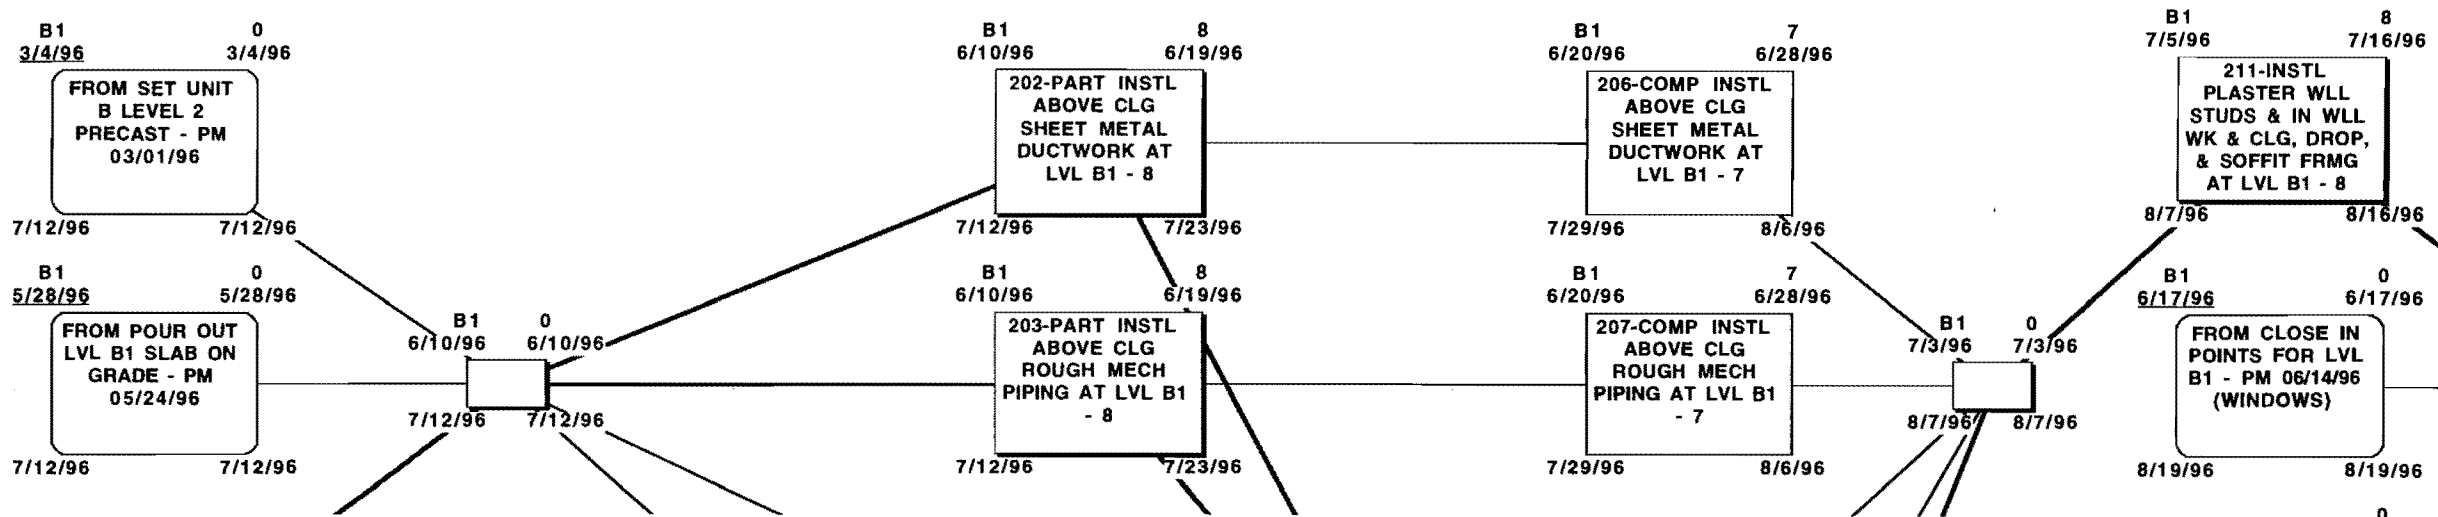 B1 0
3/4/96 3/4/96
FROM SET UNIT
B LEVEL 2
PRECAST - PM
03/01/96
7/12/96 7/12/96
B1 0
5/28/96 5/28/96
FROM POUR OUT
LVL B1 SLAB ON
GRADE - PM
05/24/96
7/12/96 7/12/96
B1 0
6/10/96 6/10/96
7/12/96 7/12/96
B1 8
6/10/96 6/19/96
202-PART INSTL
ABOVE CLG
SHEET METAL
DUCTWORK AT
LVL B1 - 8
7/12/96 7/23/96
B1 8
6/10/96 6/19/96
203-PART INSTL
ABOVE CLG
ROUGH MECH
PIPING AT LVL B1
- 8
7/12/96 7/23/96
B1 7
6/20/96 6/28/96
206-COMP INSTL
ABOVE CLG
SHEET METAL
DUCTWORK AT
LVL B1 - 7
7/29/96 8/6/96
B1 7
6/20/96 6/28/96
207-COMP INSTL
ABOVE CLG
ROUGH MECH
PIPING AT LVL B1
- 7
7/29/96 8/6/96
B1 0
7/3/96 7/3/96
8/7/96 8/7/96
B1 8
7/5/96 7/16/96
211-INSTL
PLASTER WLL
STUDS & IN WLL
WK & CLG, DROP,
& SOFFIT FRMG
AT LVL B1 - 8
8/7/96 8/16/96
B1 0
6/17/96 6/17/96
FROM CLOSE IN
POINTS FOR LVL
B1 - PM 06/14/96
(WINDOWS)
8/19/96 8/19/96
0